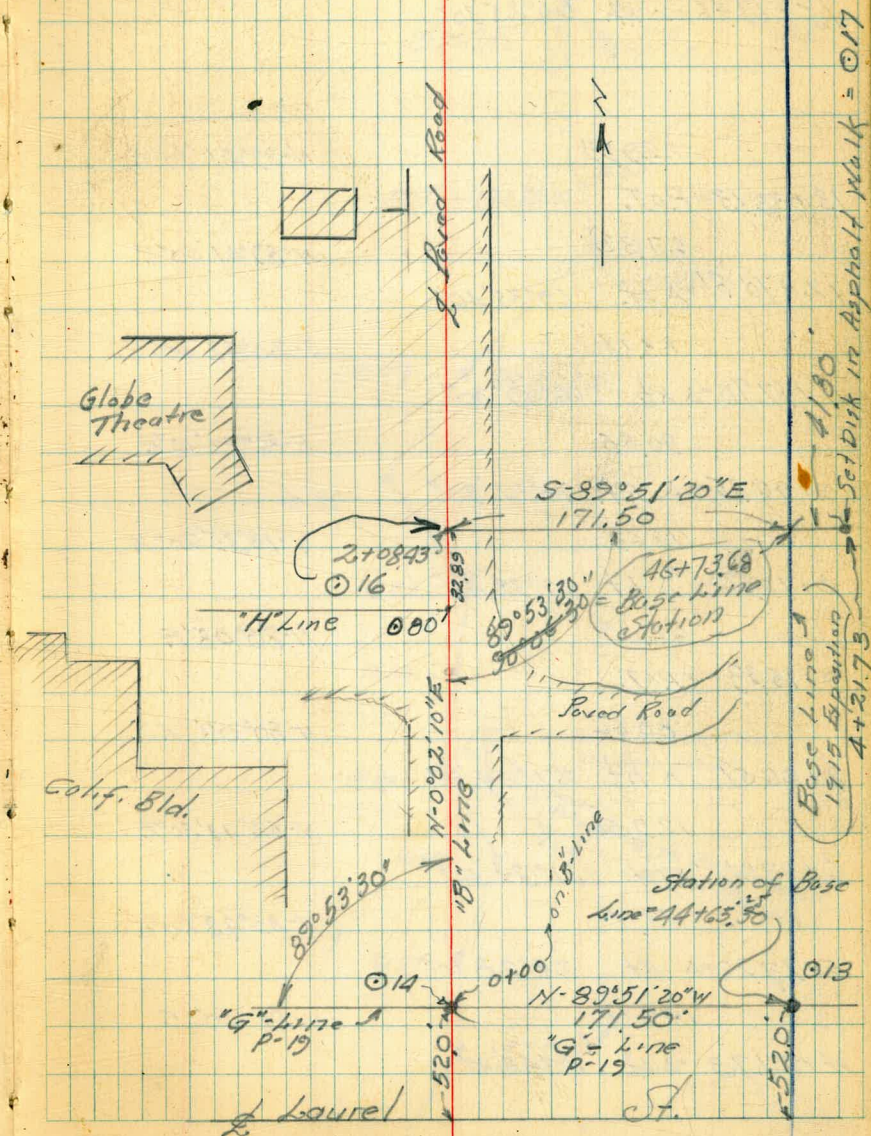 N
℄ Paved Road
Globe
Theatre
S-89°51'20"E
171.50
41.80'
Set Disk in Asphalt Walk = ⊙17
2+08.43
⊙16
32.89
46+73.68
= Base Line
Station
"H" Line
⊙80
89°53'30"
90°06'30"
Paved Road
N-0°02'10"E
"B" LINE
Calif. Bld.
Base Line
1915 Exposition
4+21.73
89°53'30"
on "B"-Line
Station of Base
Line = 44+65.
⊙14
0+00
⊙13
"G"-Line
P-19
N-89°51'20"W
171.50'
"G"-Line
P-19
520'
520'
℄ Laurel St.